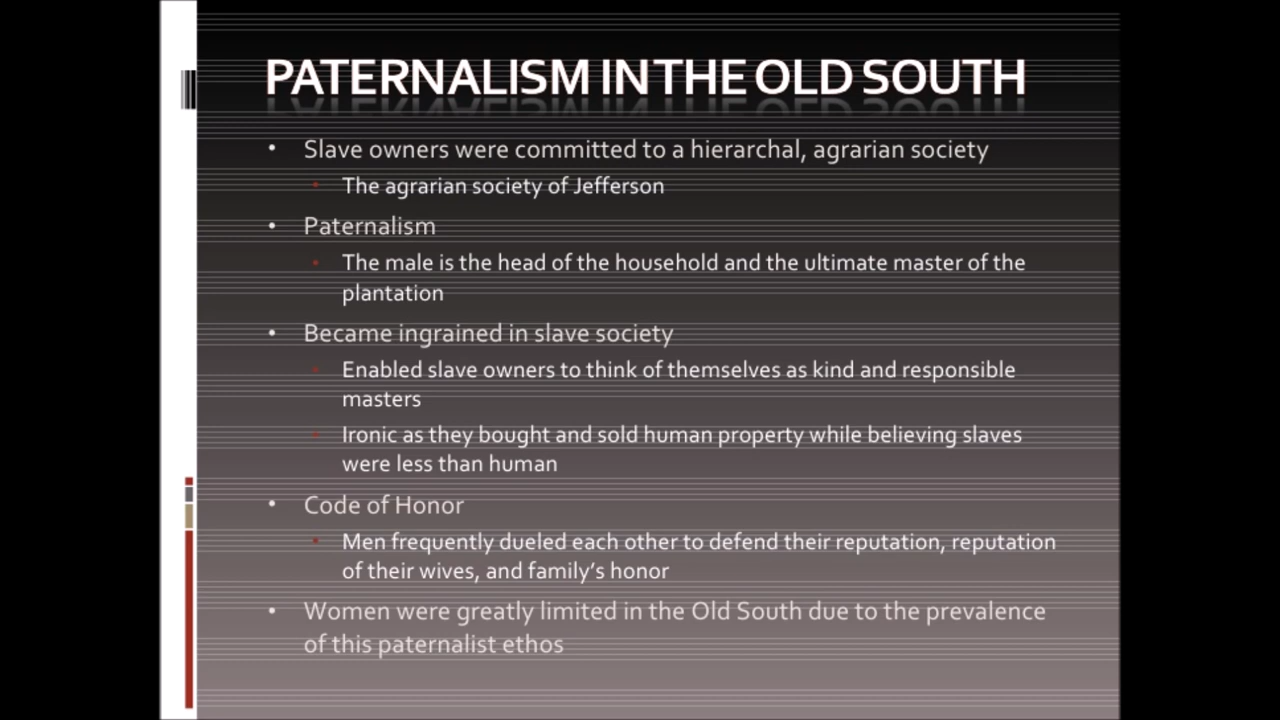 PATERNALISM IN THE OLD SOUTH
• Slave owners were committed to a hierarchal, agrarian society
• The agrarian society of Jefferson
• Paternalism
• The male is the head of the household and the ultimate master of the
plantation
• Became ingrained in slave society
• Enabled slave owners to think of themselves as kind and responsible
masters
• Ironic as they bought and sold human property while believing slaves
were less than human
• Code of Honor
• Men frequently dueled each other to defend their reputation, reputation
of their wives, and family’s honor
• Women were greatly limited in the Old South due to the prevalence
of this paternalist ethos